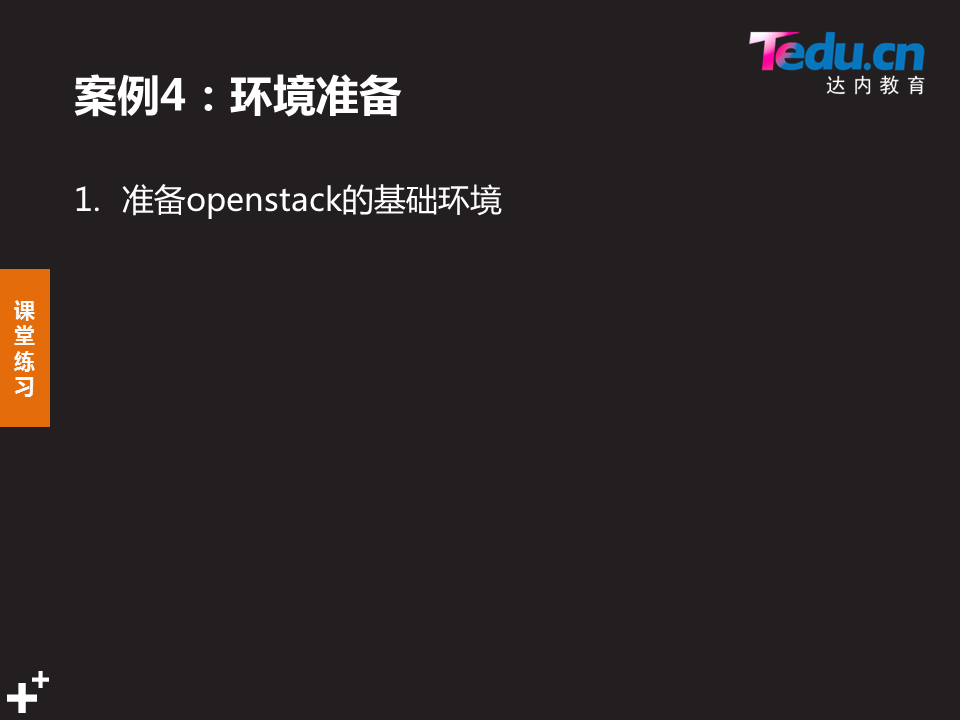 Tedu.cn
达内教育
案例4：环境准备
1. 准备openstack的基础环境
课
堂
练
习